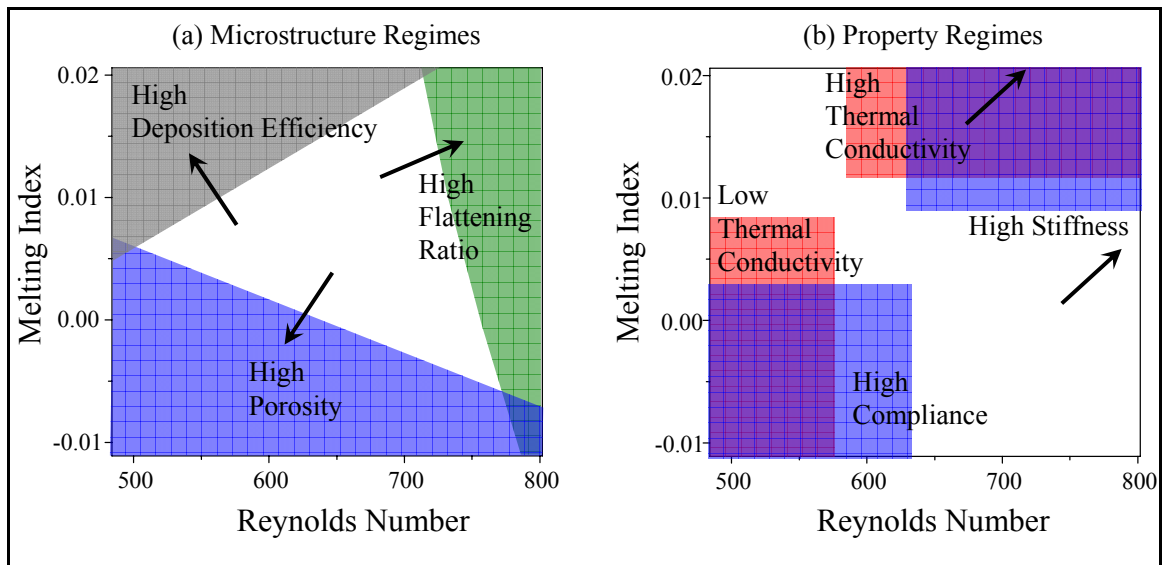 (a) Microstructure Regimes
0.02
0.01
0.00
-0.01
Melting Index
High
Deposition Efficiency
High
Flattening
Ratio
High
Porosity
500
600
700
800
Reynolds Number
(b) Property Regimes
0.02
0.01
0.00
-0.01
Melting Index
High
Thermal
Conductivity
Low
Thermal
Conductivity
High Stiffness
High
Compliance
500
600
700
800
Reynolds Number